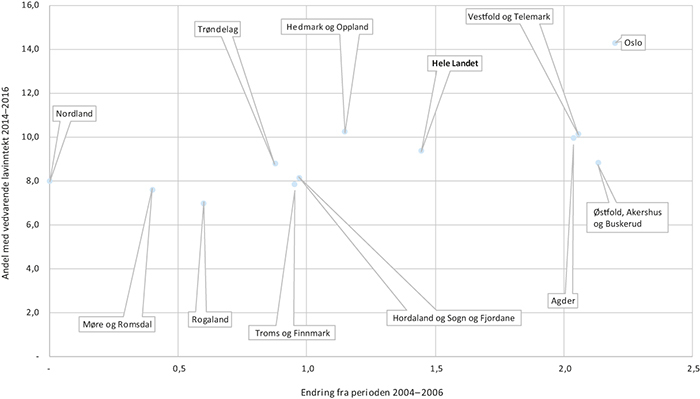 16,0
14,0
12,0
10,0
8,0
6,0
4,0
2,0
-
Andel med vedvarende lavinntekt 2014–2016
Trøndelag
Hedmark og Oppland
Vestfold og Telemark
Oslo
Hele Landet
Nordland
Østfold, Akershus
og Buskerud
Agder
Møre og Romsdal
Rogaland
Troms og Finnmark
Hordaland og Sogn og Fjordane
-
0,5
1,0
1,5
2,0
2,5
Endring fra perioden 2004–2006